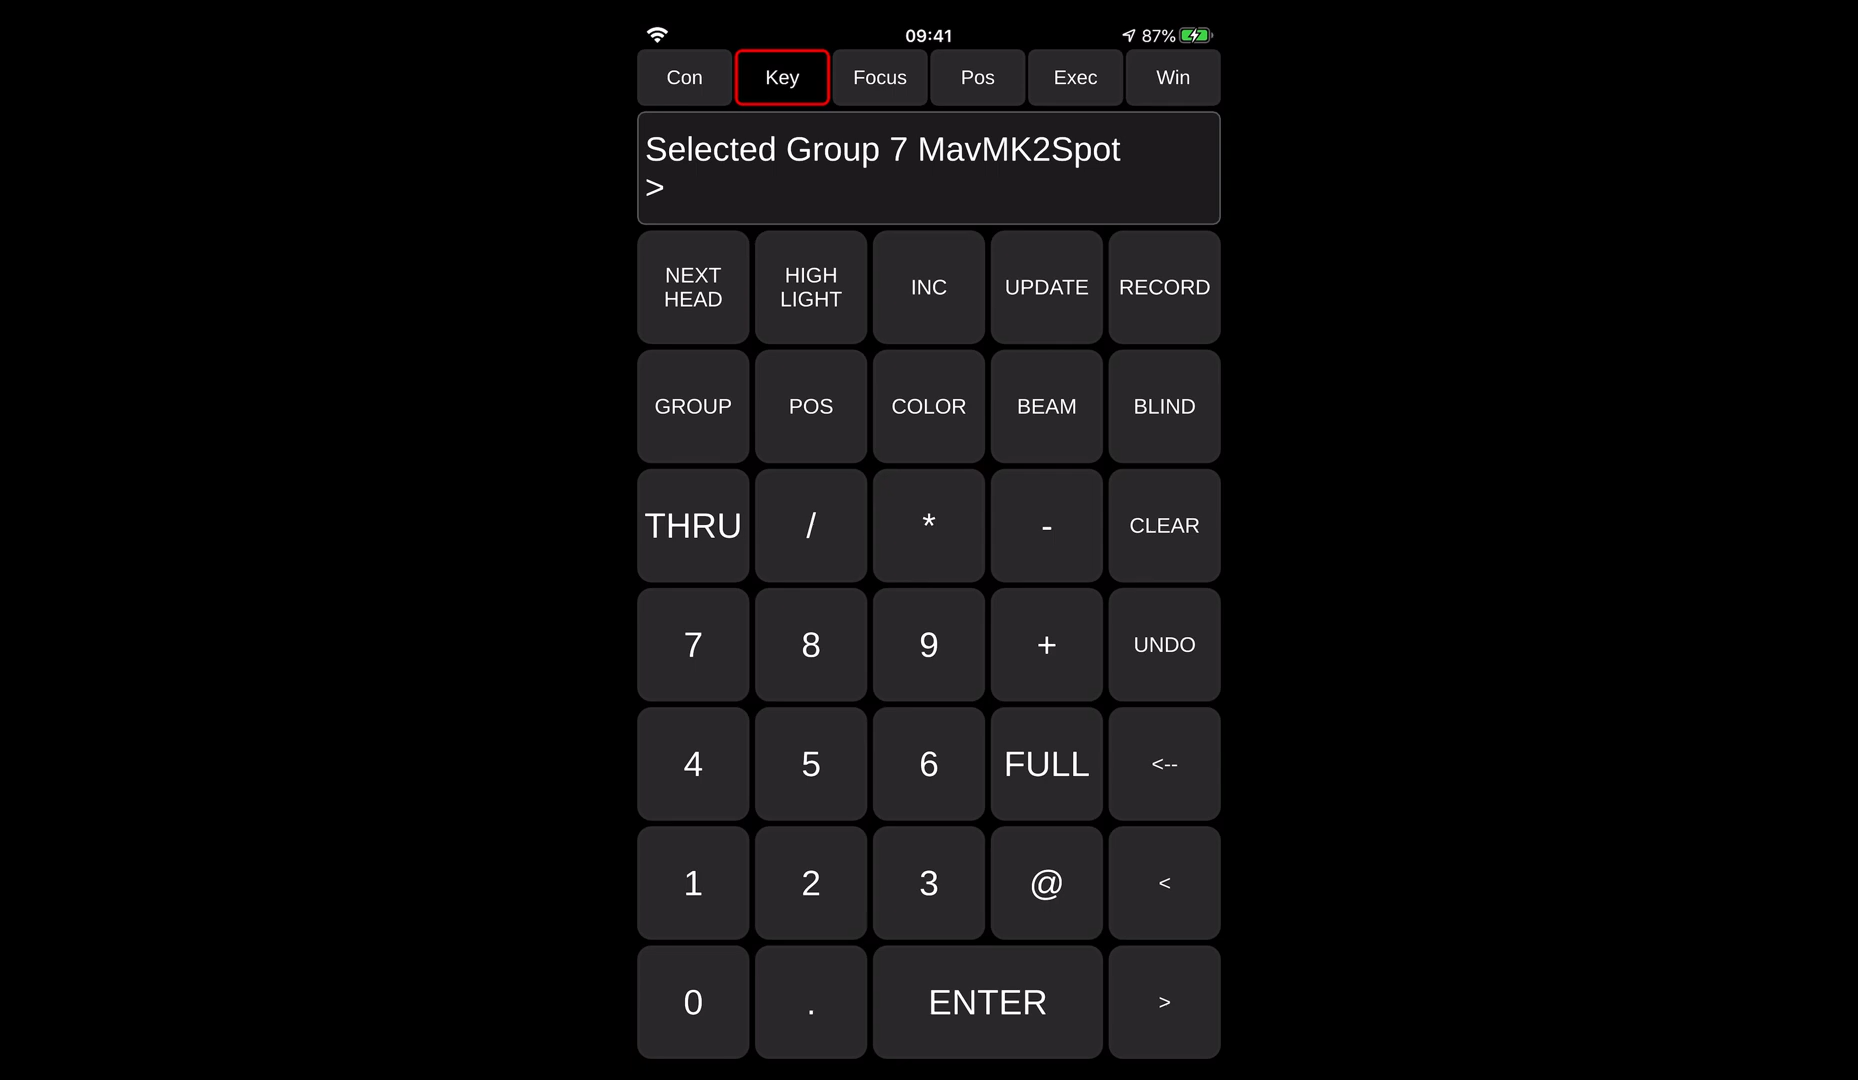 09:41
87%
Con Key Focus Pos Exec Win
Selected Group 7 MavMK2Spot
>
NEXT HEAD
HIGH LIGHT
INC
UPDATE
RECORD
GROUP POS COLOR BEAM BLIND
THRU / * - CLEAR
7 8 9 + UNDO
4 5 6 FULL <--
1 2 3 @ <
0 . ENTER >